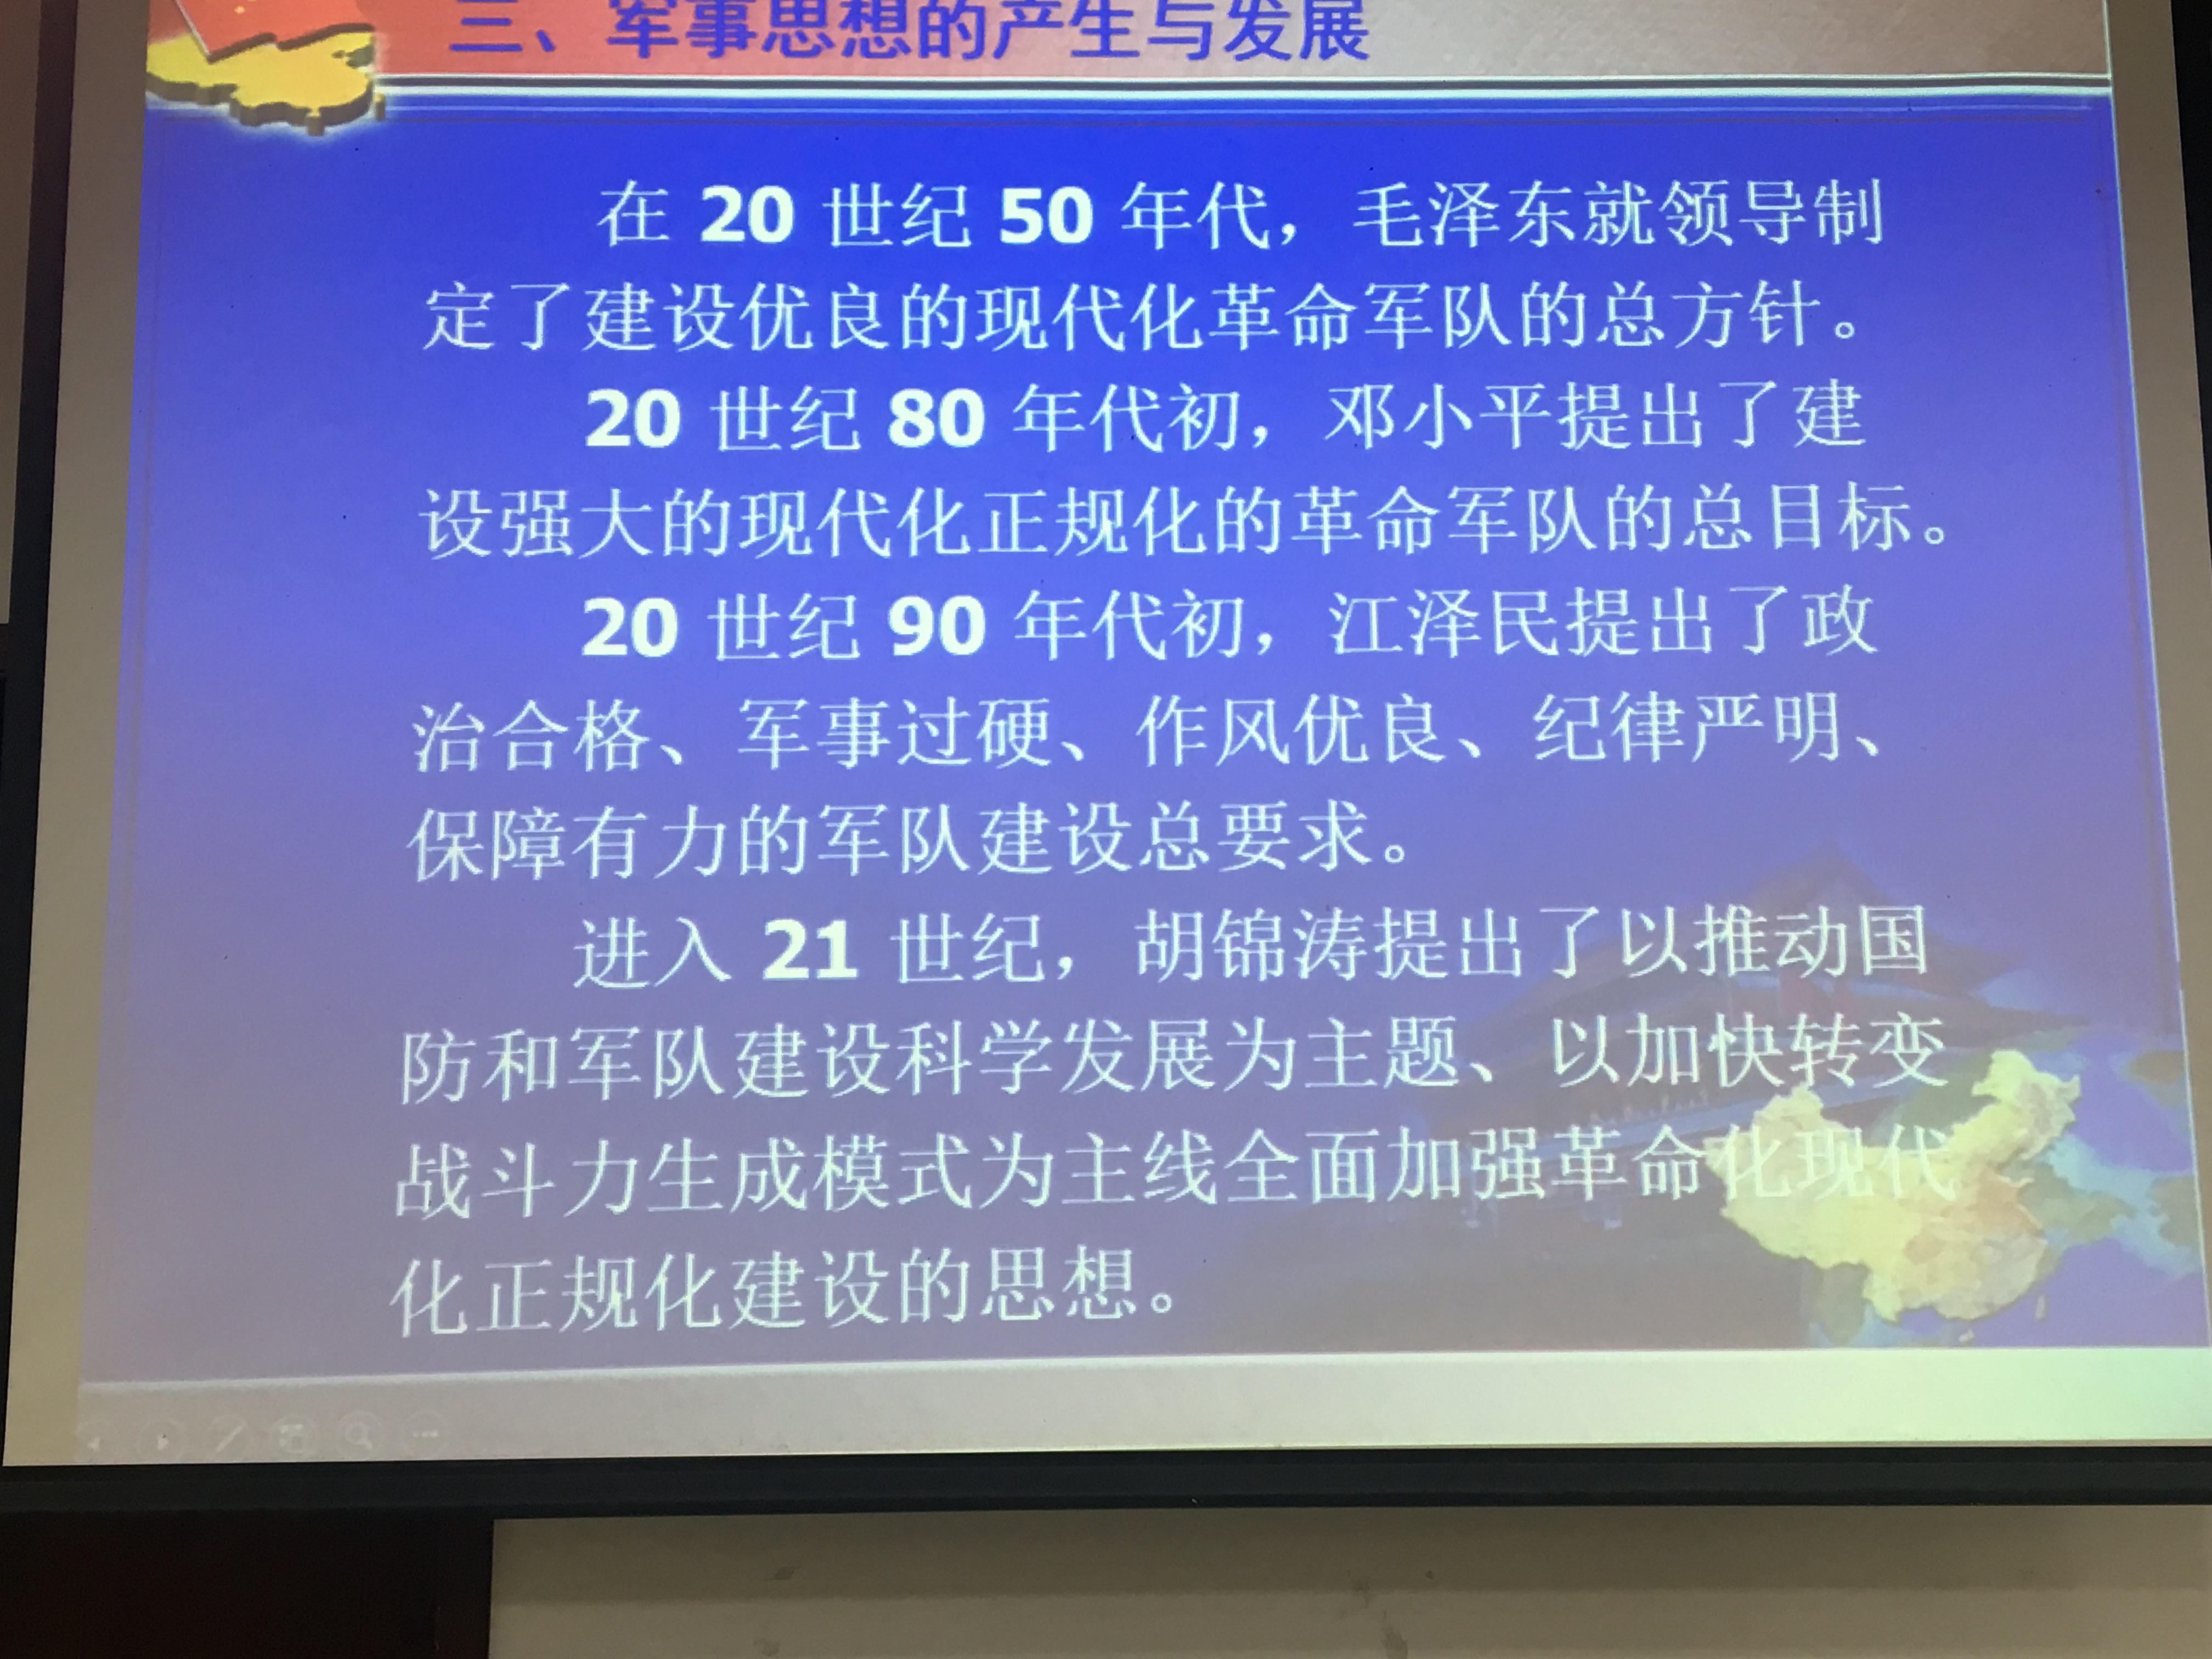 三、军事思想的产生与发展
在 20 世纪 50 年代，毛泽东就领导制
定了建设优良的现代化革命军队的总方针。
20 世纪 80 年代初，邓小平提出了建
设强大的现代化正规化的革命军队的总目标。
20 世纪 90 年代初，江泽民提出了政
治合格、军事过硬、作风优良、纪律严明、
保障有力的军队建设总要求。
进入 21 世纪，胡锦涛提出了以推动国
防和军队建设科学发展为主题、以加快转变
战斗力生成模式为主线全面加强革命化现代
化正规化建设的思想。